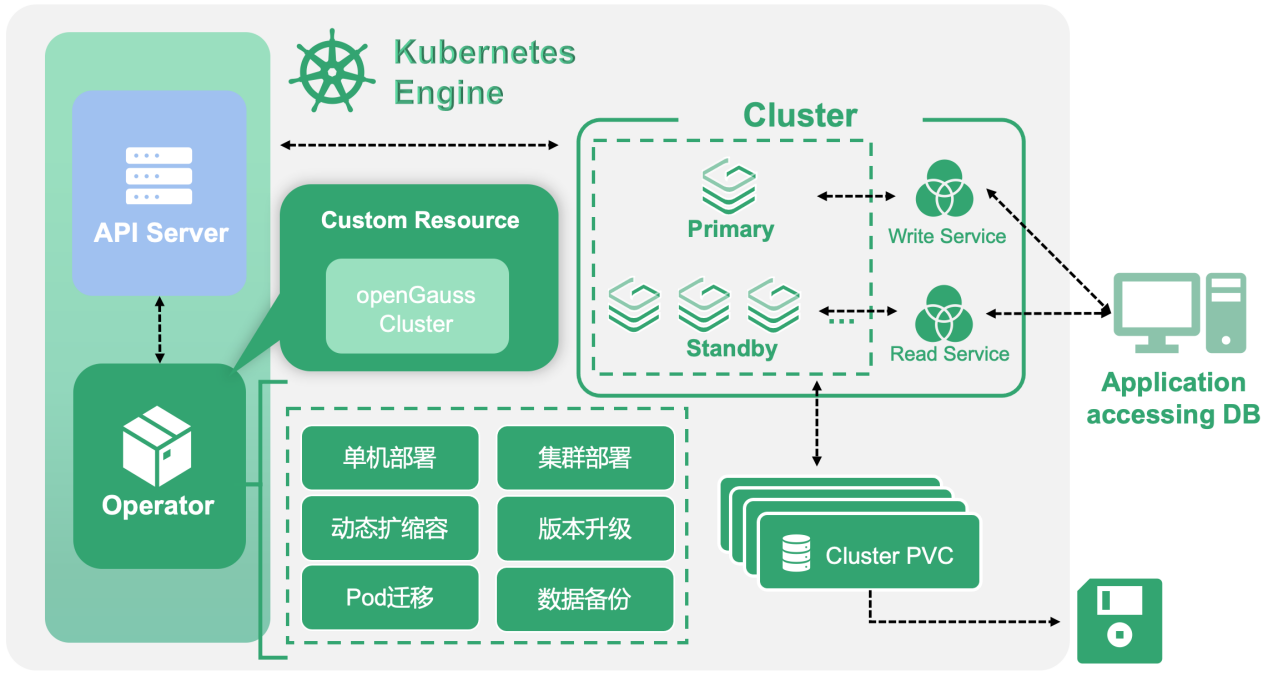 Kubernetes
Engine
API Server
Operator
Custom Resource
openGauss
Cluster
Cluster
Primary
Standby
...
Write Service
Read Service
Application
accessing DB
单机部署
集群部署
动态扩缩容
版本升级
Pod迁移
数据备份
Cluster PVC